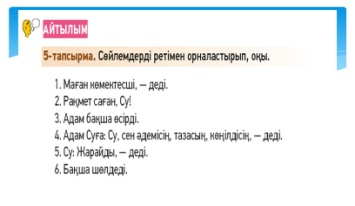 АЙТЫЛЫМ
5-тапсырма. Сөйлемдерді ретімен орналастырып, оқы.
1. Маған көмектесші, — деді.
2. Рақмет саған, Су!
3. Адам бақша өсірді.
4. Адам Суға: Су, сен әдемісің, тазасың, көңілдісің, — деді.
5. Су: Жарайды, — деді.
6. Бақша шөлдеді.